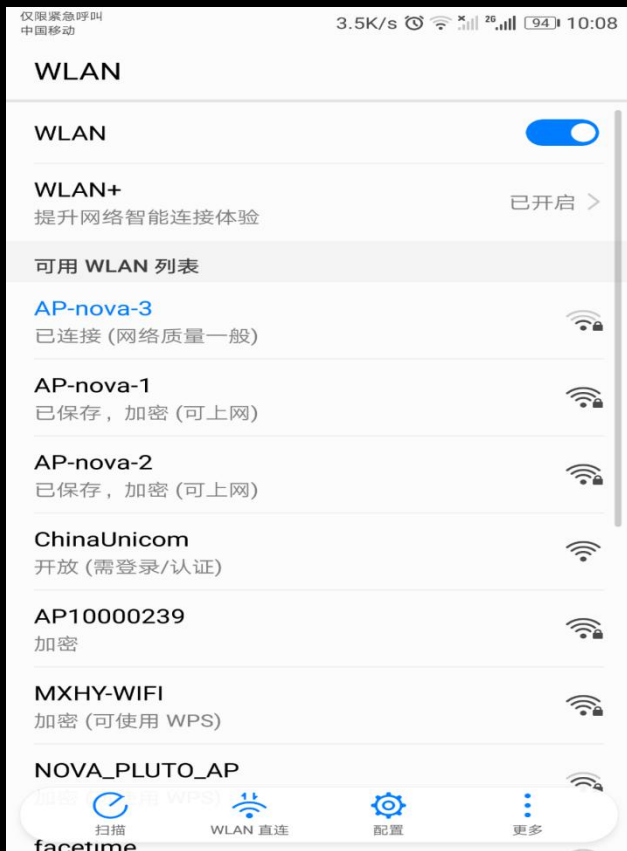 仅限紧急呼叫
中国移动
3.5K/s 2G 94 10:08
WLAN
WLAN
WLAN+
提升网络智能连接体验
已开启
可用 WLAN 列表
AP-nova-3
已连接 (网络质量一般)
AP-nova-1
已保存，加密 (可上网)
AP-nova-2
已保存，加密 (可上网)
ChinaUnicom
开放 (需登录/认证)
AP10000239
加密
MXHY-WIFI
加密 (可使用 WPS)
NOVA_PLUTO_AP
扫描
WLAN 直连
配置
更多
facetime